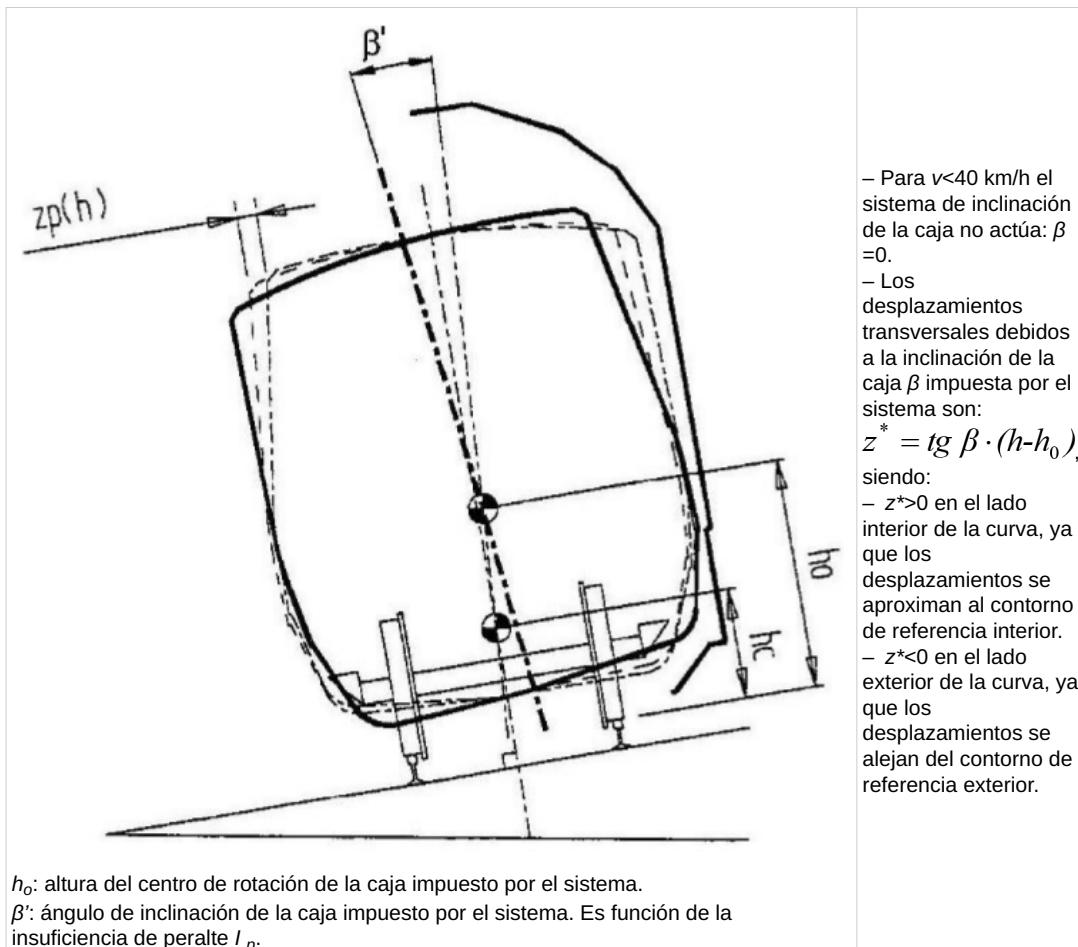 β'
zp(h)
ho
hc
– Para v<40 km/h el
sistema de inclinación
de la caja no actúa: β
=0.
– Los
desplazamientos
transversales debidos
a la inclinación de la
caja β impuesta por el
sistema son:
z* = tg β · (h-h₀),
siendo:
– z*>0 en el lado
interior de la curva, ya
que los
desplazamientos se
aproximan al contorno
de referencia interior.
– z*<0 en el lado
exterior de la curva, ya
que los
desplazamientos se
alejan del contorno de
referencia exterior.
hₒ: altura del centro de rotación de la caja impuesto por el sistema.
β': ángulo de inclinación de la caja impuesto por el sistema. Es función de la
insuficiencia de peralte I p.